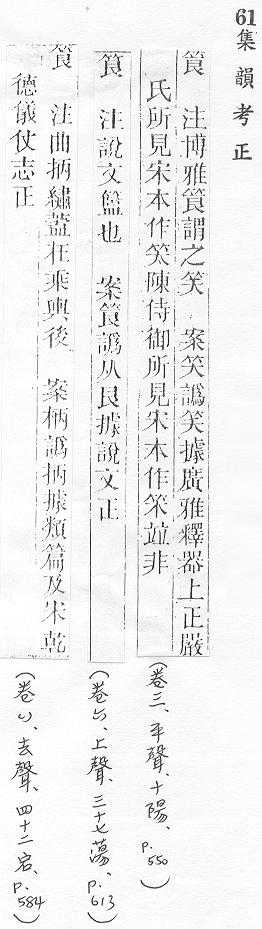 61
集韻考正
筤 注博雅筤謂之笑 案笑譌笑據廣雅釋器上正嚴
氏所見宋本作笶陳侍御所見宋本作笨竝非
(卷三、平聲、十陽、p.550)
筤 注說文籃也 案筤譌从艮據說文正
(卷六、上聲、三十七蕩、p.613)
筤 注曲柄繡蓋在乘輿後 案柄譌抦據類篇及宋乾
德儀仗志正
(卷八、去聲、四十二宕、p.584)